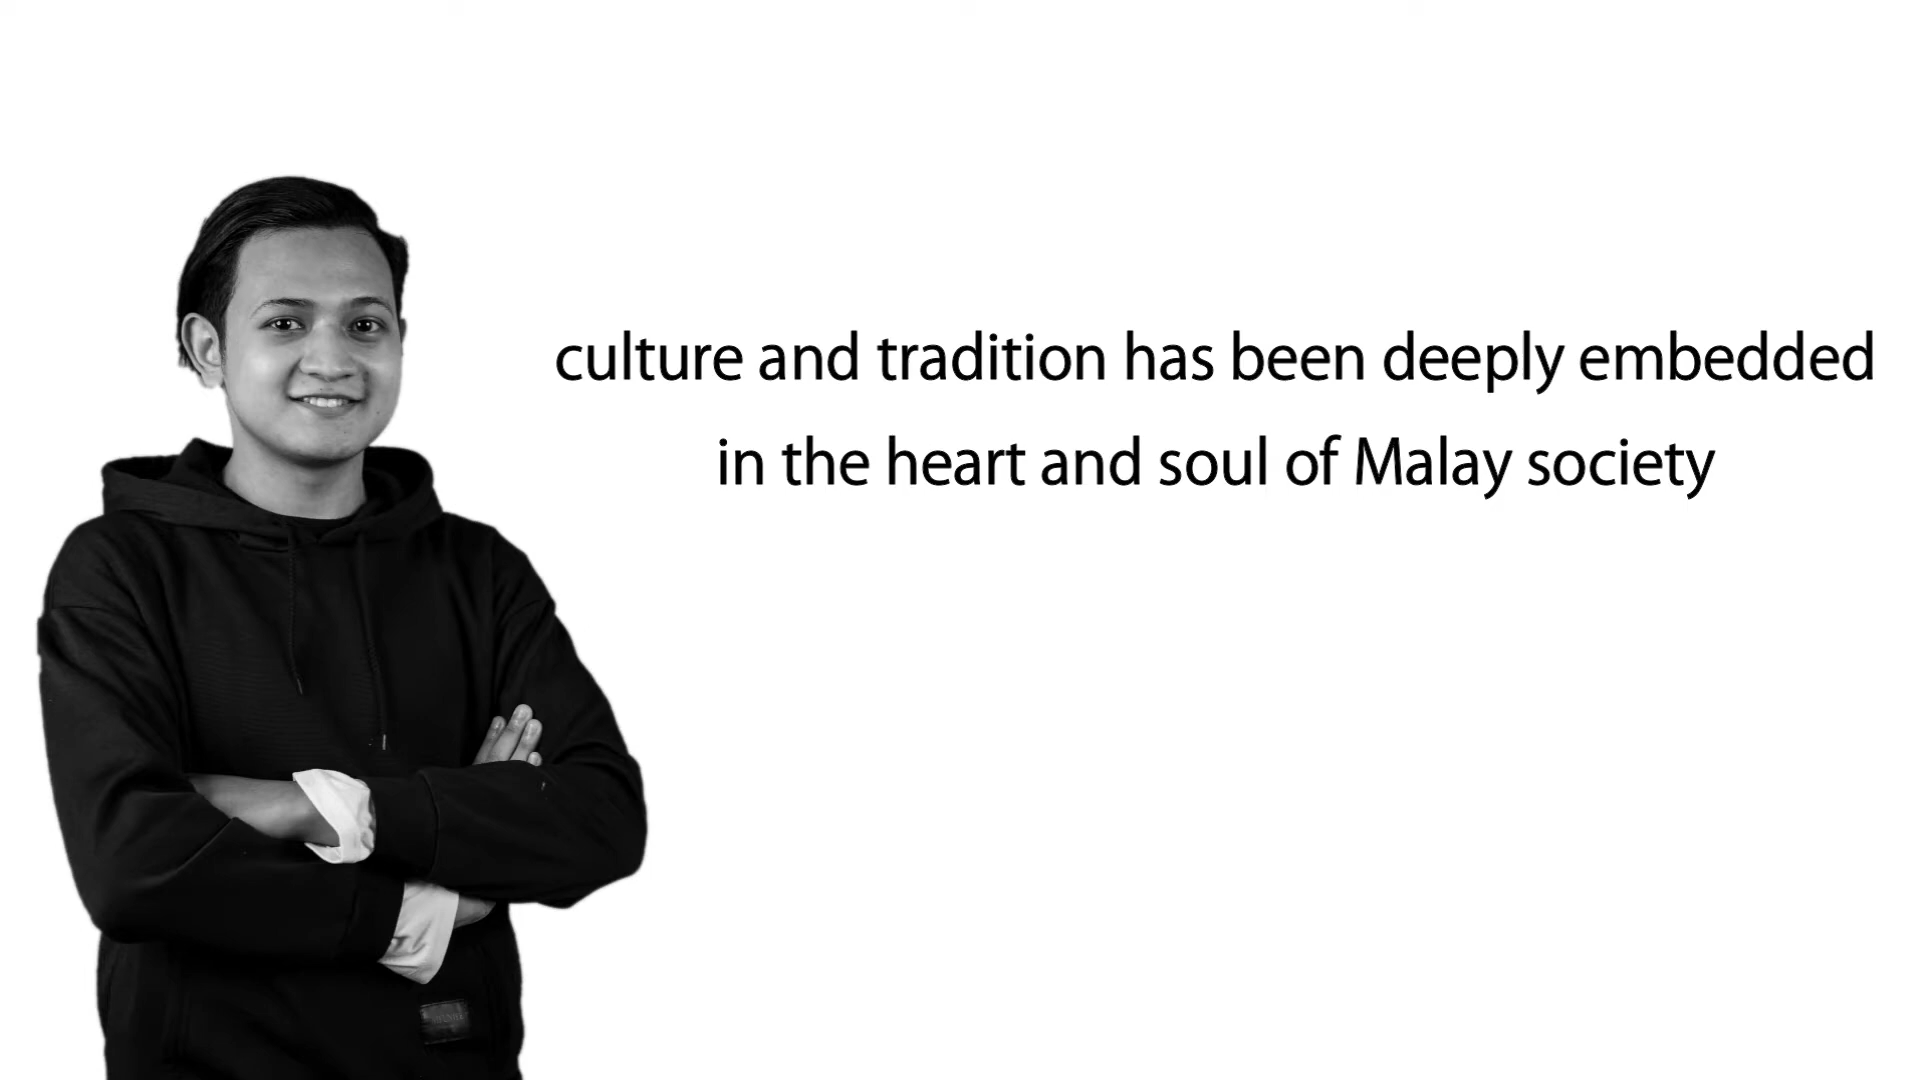 culture and tradition has been deeply embedded
in the heart and soul of Malay society